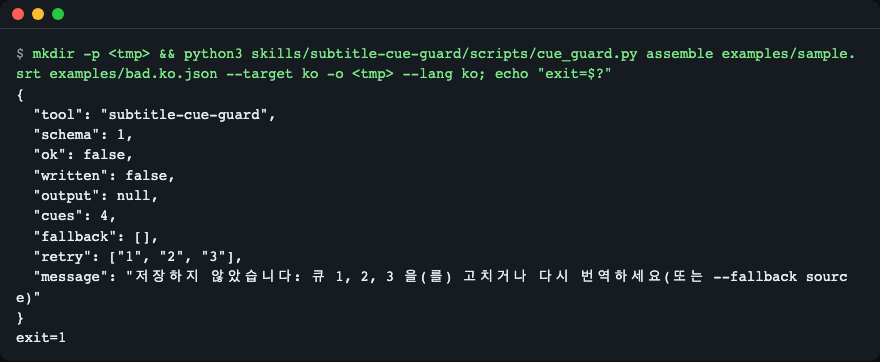 $ mkdir -p <tmp> && python3 skills/subtitle-cue-guard/scripts/cue_guard.py assemble examples/sample.
srt examples/bad.ko.json --target ko -o <tmp> --lang ko; echo "exit=$?"
{
  "tool": "subtitle-cue-guard",
  "schema": 1,
  "ok": false,
  "written": false,
  "output": null,
  "cues": 4,
  "fallback": [],
  "retry": ["1", "2", "3"],
  "message": "저장하지 않았습니다: 큐 1, 2, 3 을(를) 고치거나 다시 번역하세요(또는 --fallback sourc
e)"
}
exit=1